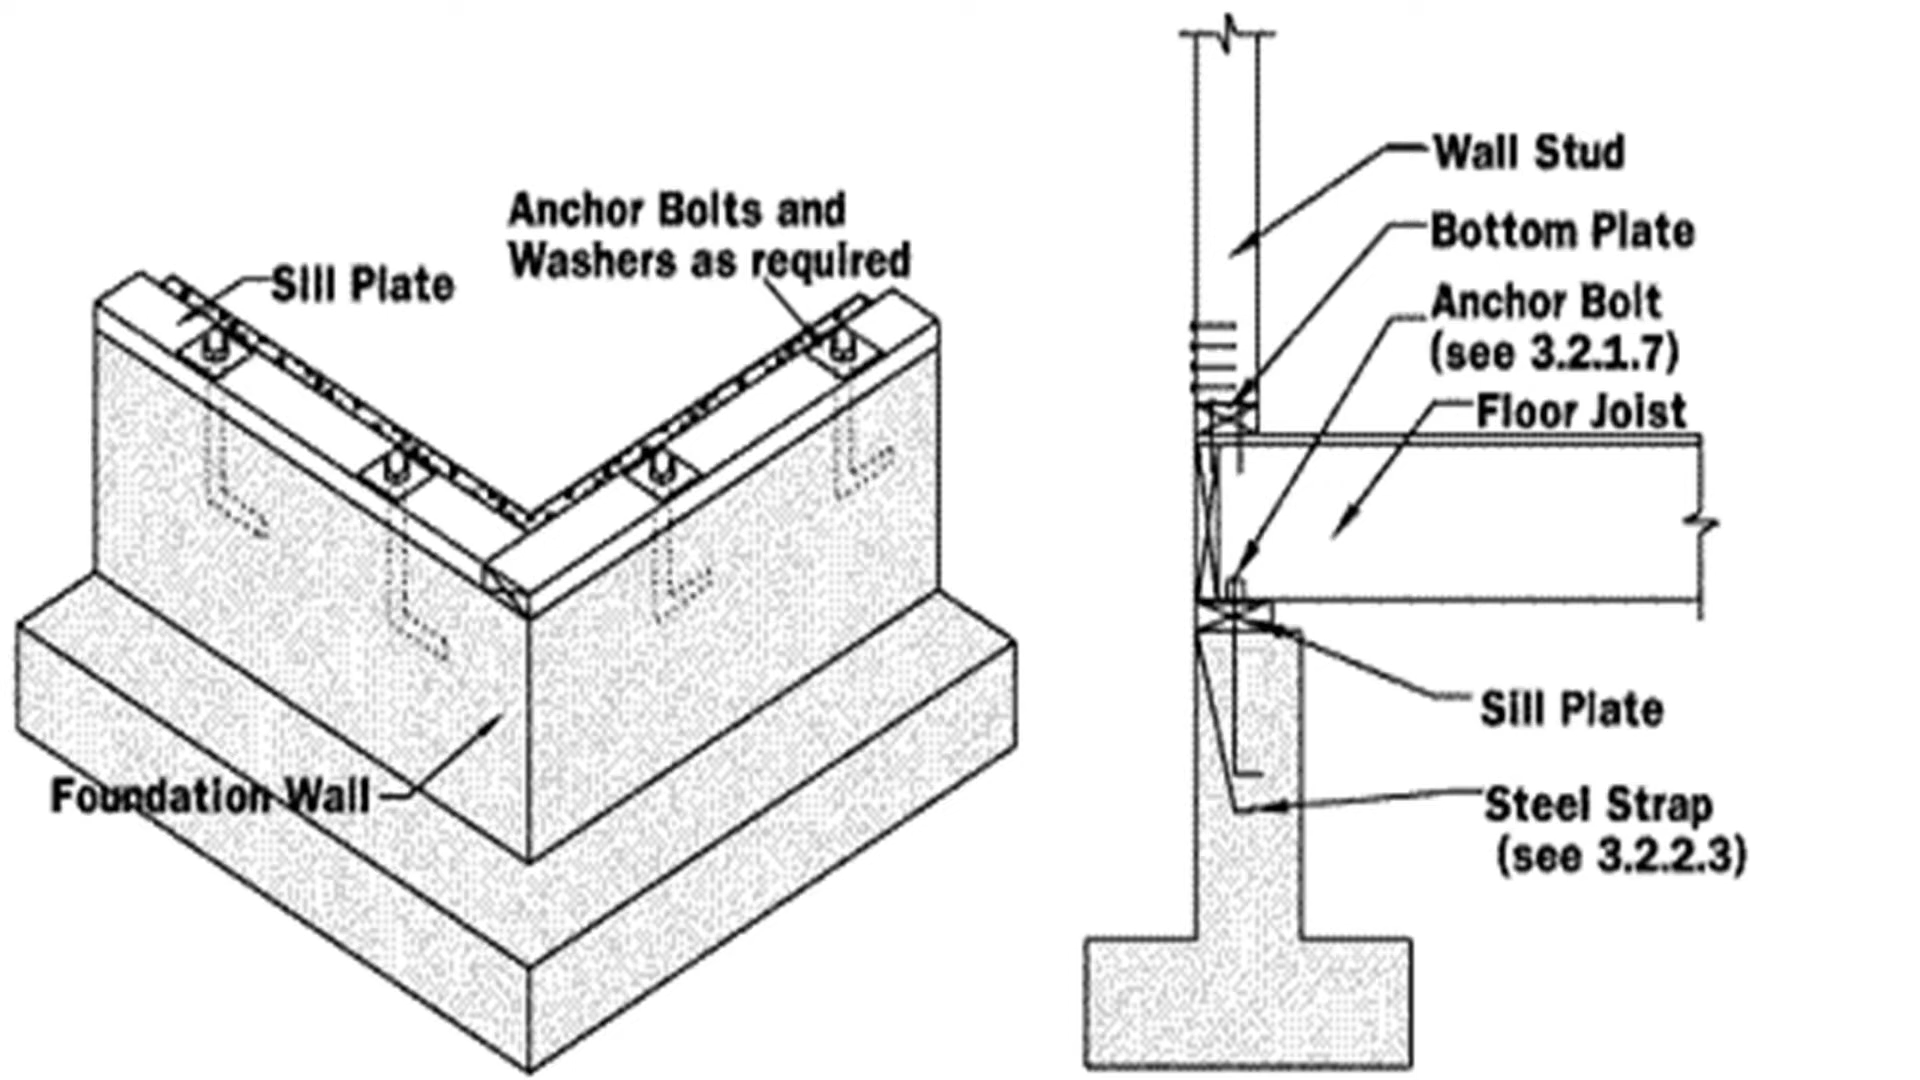 Sill Plate
Anchor Bolts and
Washers as required
Foundation Wall
Wall Stud
Bottom Plate
Anchor Bolt
(see 3.2.1.7)
Floor Joist
Sill Plate
Steel Strap
(see 3.2.2.3)